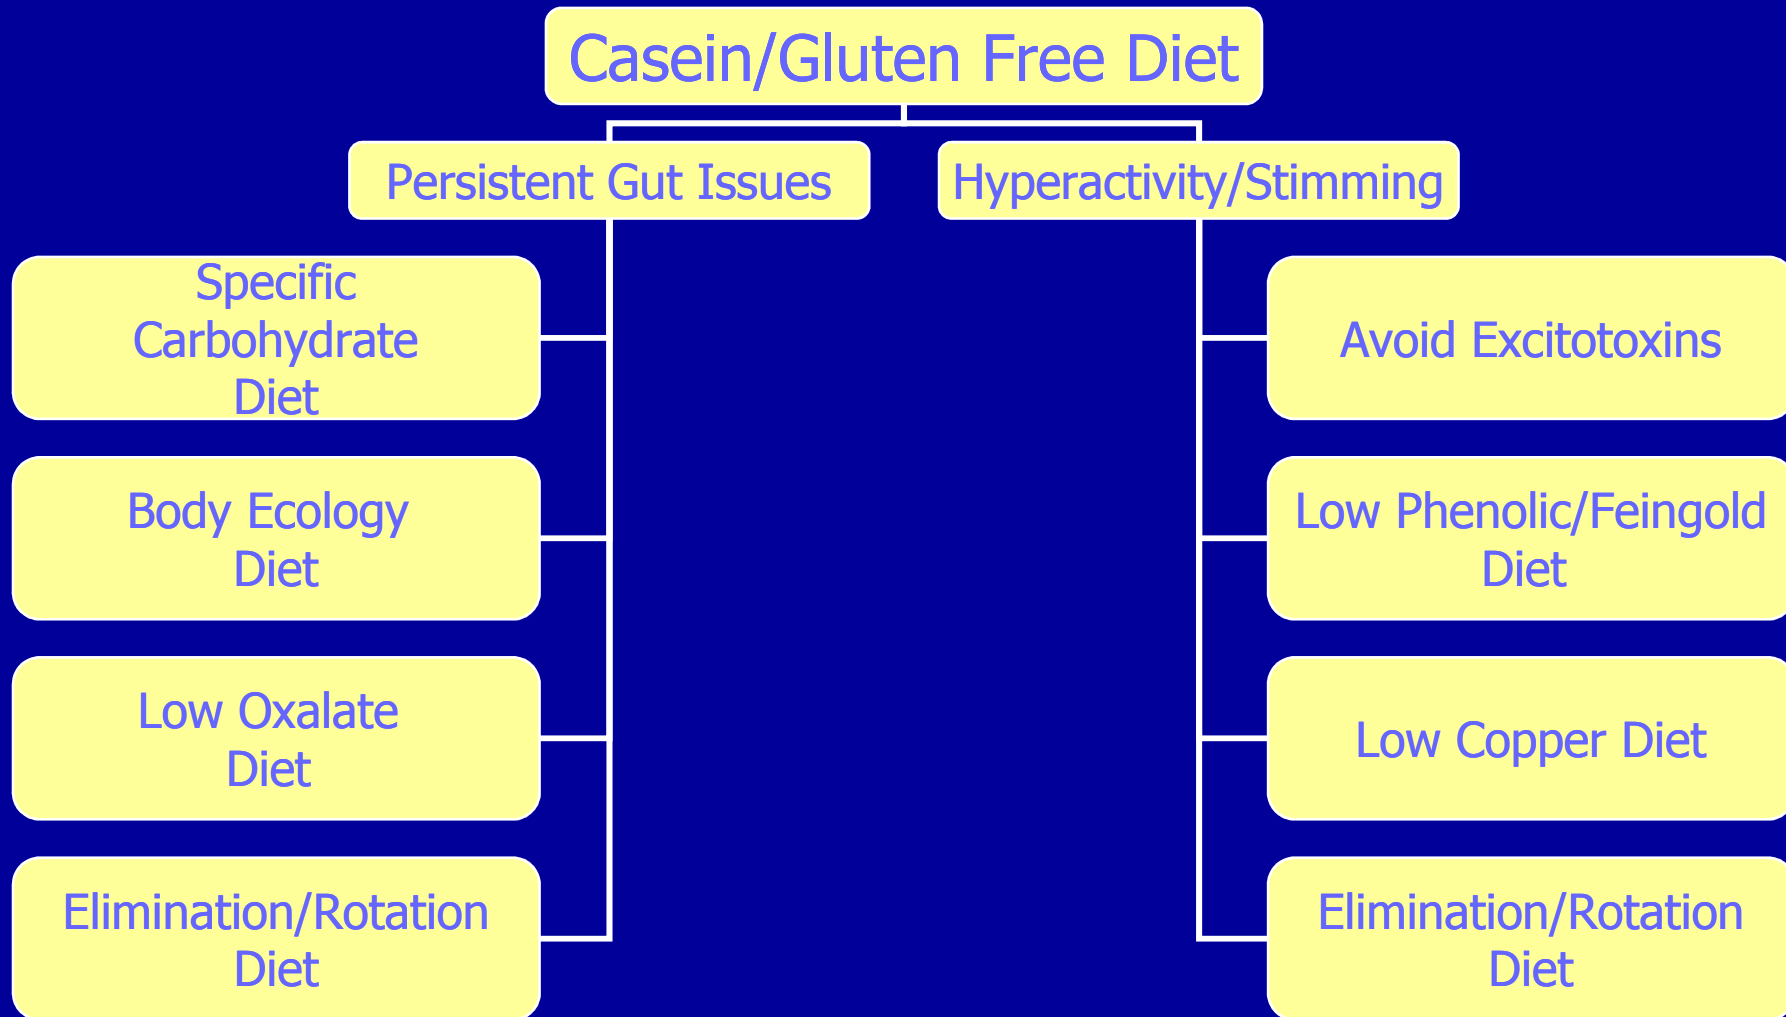 Casein/Gluten Free Diet
Persistent Gut Issues
Hyperactivity/Stimming
Specific
Carbohydrate
Diet
Body Ecology
Diet
Low Oxalate
Diet
Elimination/Rotation
Diet
Avoid Excitotoxins
Low Phenolic/Feingold
Diet
Low Copper Diet
Elimination/Rotation
Diet